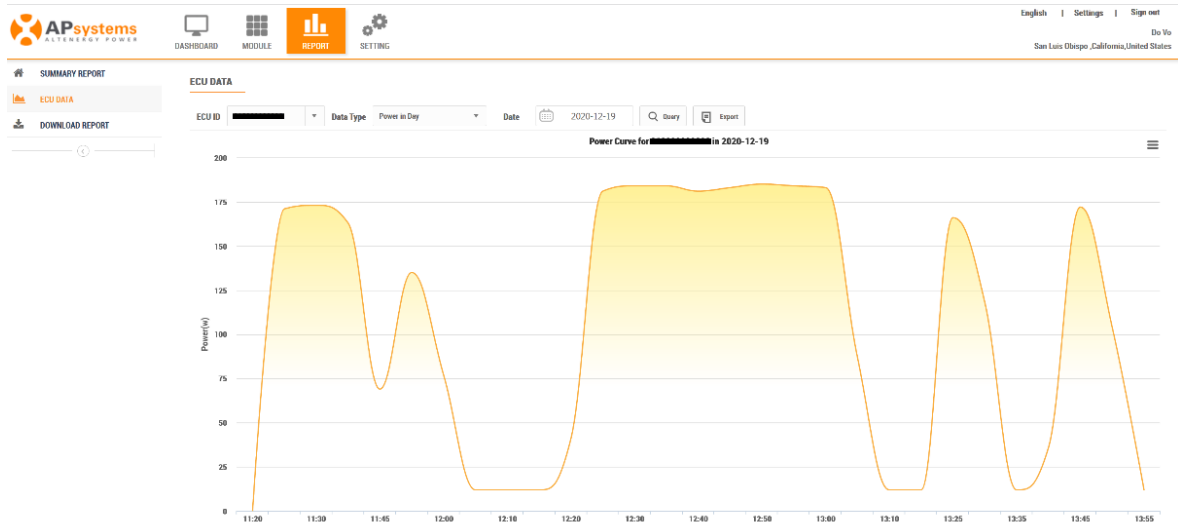 APsystems
ALTENERGY POWER
DASHBOARD
MODULE
REPORT
SETTING
English | Settings | Sign out
Do Vo
San Luis Obispo ,California,United States
SUMMARY REPORT
ECU DATA
DOWNLOAD REPORT
ECU DATA
ECU ID
Data Type Power in Day
Date 2020-12-19
Query
Export
Power Curve for in 2020-12-19
200
175
150
125
100
75
50
25
0
Power(w)
11:20 11:30 11:45 12:00 12:10 12:20 12:30 12:40 12:50 13:00 13:10 13:25 13:35 13:45 13:55